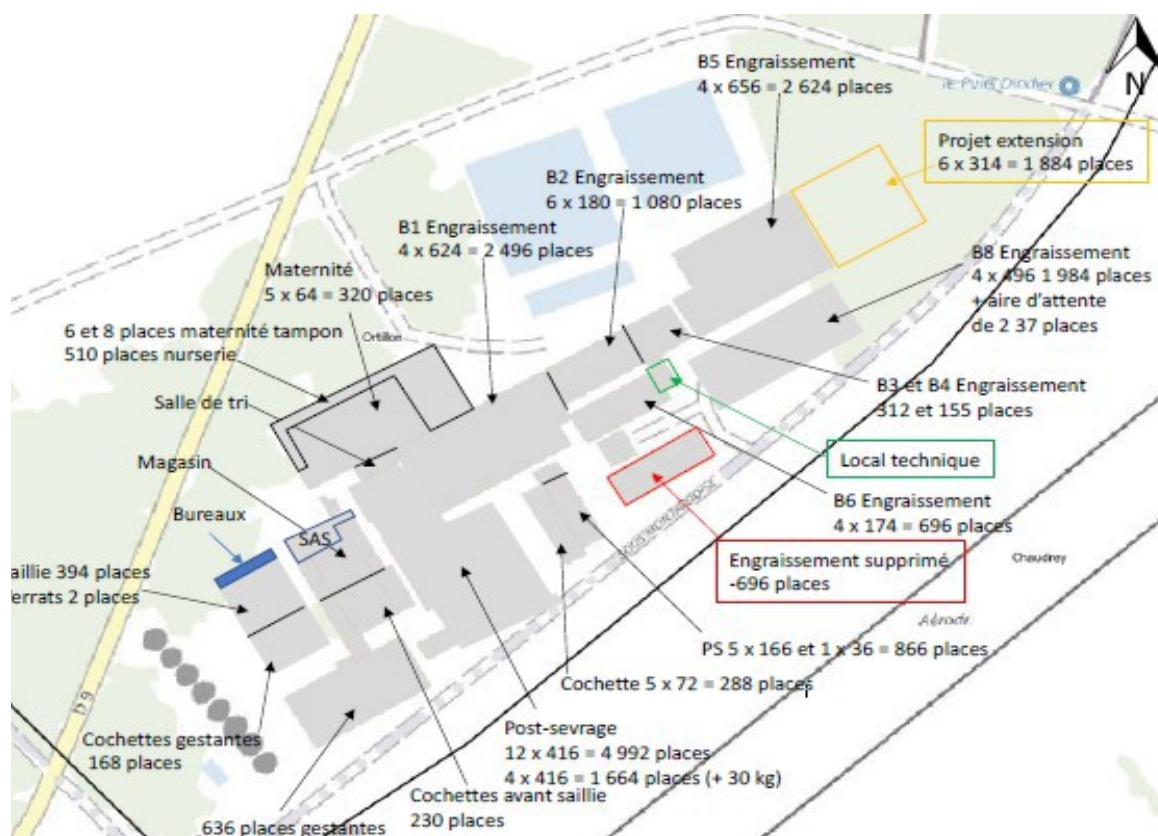 B5 Engraissement
4 x 656 = 2 624 places
N
Projet extension
6 x 314 = 1 884 places
B2 Engraissement
6 x 180 = 1 080 places
B1 Engraissement
4 x 624 = 2 496 places
B8 Engraissement
4 x 496 1 984 places
+ aire d'attente
de 2 37 places
Maternité
5 x 64 = 320 places
6 et 8 places maternité tampon
510 places nurserie
Ortillon
Salle de tri
B3 et B4 Engraissement
312 et 155 places
Magasin
Local technique
Bureaux
SAS
B6 Engraissement
4 x 174 = 696 places
Chaudrey
Engraissement supprimé
-696 places
aillie 394 places
errats 2 places
Aérodr.
PS 5 x 166 et 1 x 36 = 866 places
Cochette 5 x 72 = 288 places
D 9
Cochettes gestantes
168 places
Post-sevrage
12 x 416 = 4 992 places
4 x 416 = 1 664 places (+ 30 kg)
Cochettes avant saillie
230 places
636 places gestantes